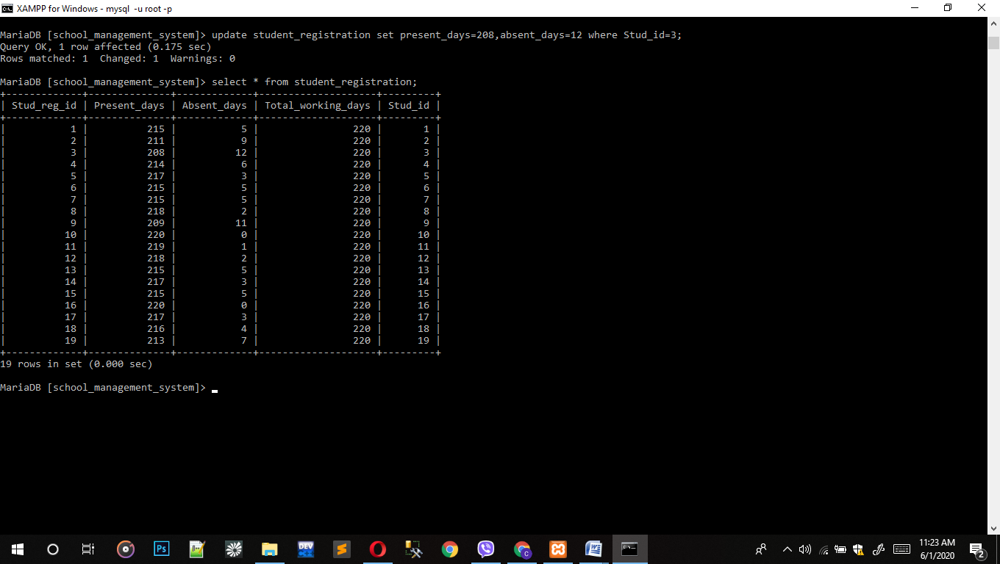 XAMPP for Windows - mysql  -u root -p
MariaDB [school_management_system]> update student_registration set present_days=208,absent_days=12 where Stud_id=3;
Query OK, 1 row affected (0.175 sec)
Rows matched: 1  Changed: 1  Warnings: 0
MariaDB [school_management_system]> select * from student_registration;
+-------------+--------------+-------------+--------------------+---------+
| Stud_reg_id | Present_days | Absent_days | Total_working_days | Stud_id |
+-------------+--------------+-------------+--------------------+---------+
|           1 |          215 |           5 |                220 |       1 |
|           2 |          211 |           9 |                220 |       2 |
|           3 |          208 |          12 |                220 |       3 |
|           4 |          214 |           6 |                220 |       4 |
|           5 |          217 |           3 |                220 |       5 |
|           6 |          215 |           5 |                220 |       6 |
|           7 |          215 |           5 |                220 |       7 |
|           8 |          218 |           2 |                220 |       8 |
|           9 |          209 |          11 |                220 |       9 |
|          10 |          220 |           0 |                220 |      10 |
|          11 |          219 |           1 |                220 |      11 |
|          12 |          218 |           2 |                220 |      12 |
|          13 |          215 |           5 |                220 |      13 |
|          14 |          217 |           3 |                220 |      14 |
|          15 |          215 |           5 |                220 |      15 |
|          16 |          220 |           0 |                220 |      16 |
|          17 |          217 |           3 |                220 |      17 |
|          18 |          216 |           4 |                220 |      18 |
|          19 |          213 |           7 |                220 |      19 |
+-------------+--------------+-------------+--------------------+---------+
19 rows in set (0.000 sec)
MariaDB [school_management_system]>
Ps
DEV
C
W
11:23 AM
6/1/2020
2